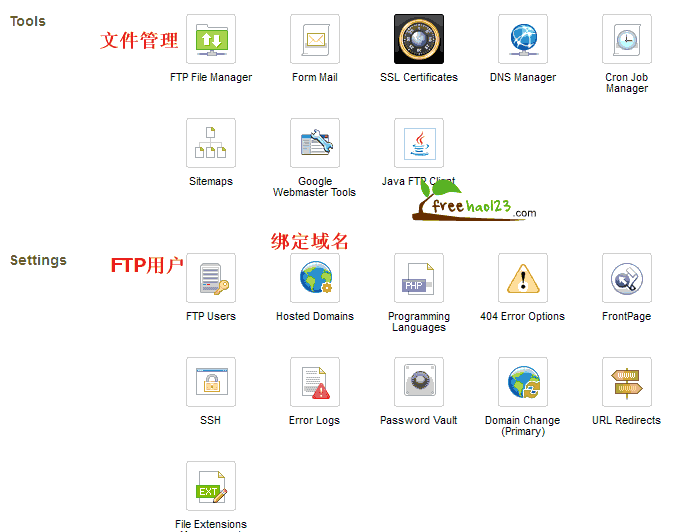 Tools
文件管理
FTP File Manager
Form Mail
SSL Certificates
DNS Manager
Cron Job
Manager
Sitemaps
Google
Webmaster Tools
Java FTP Client
freehao123.com
Settings
FTP用户
绑定域名
PHP
FTP Users
Hosted Domains
Programming
Languages
404 Error Options
FrontPage
SSH
Error Logs
Password Vault
Domain Change
(Primary)
URL Redirects
EXT
File Extensions